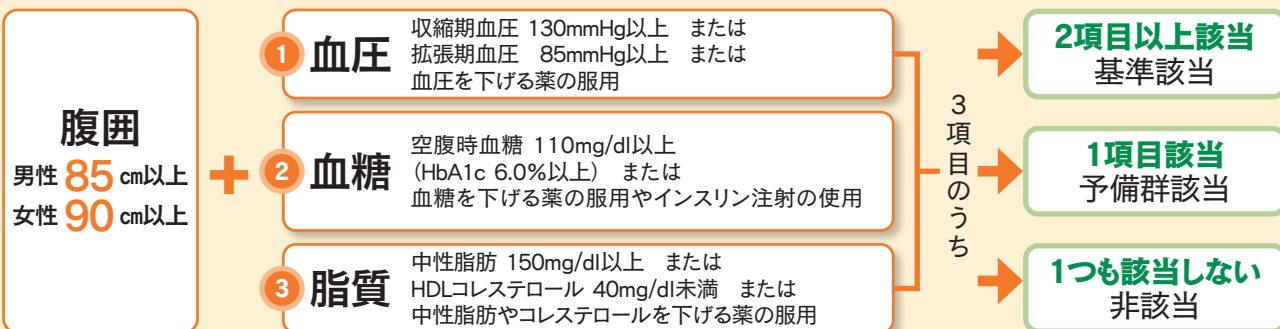 腹囲
男性 85 ㎝以上
女性 90 ㎝以上
+
1 血圧
収縮期血圧 130mmHg以上　または
拡張期血圧　85mmHg以上　または
血圧を下げる薬の服用
2 血糖
空腹時血糖 110mg/dl以上
(HbA1c 6.0%以上)　または
血糖を下げる薬の服用やインスリン注射の使用
3 脂質
中性脂肪 150mg/dl以上　または
HDLコレステロール 40mg/dl未満　または
中性脂肪やコレステロールを下げる薬の服用
3項目のうち
2項目以上該当
基準該当
1項目該当
予備群該当
1つも該当しない
非該当